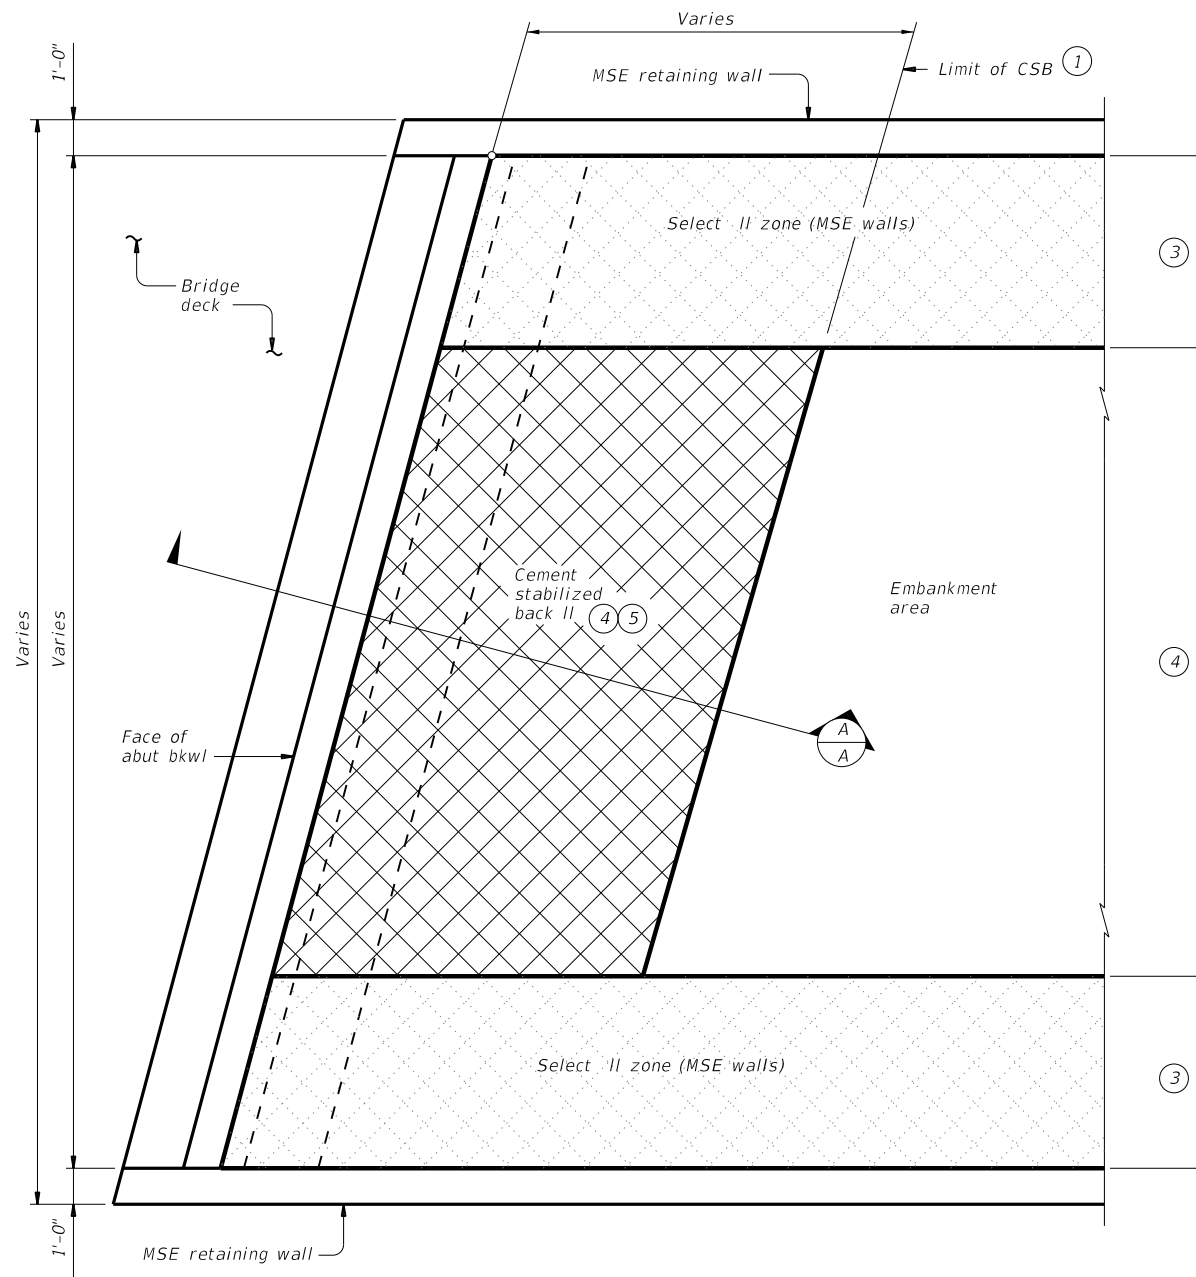 Varies
1'-0"
MSE retaining wall
Limit of CSB 1
Select ll zone (MSE walls)
3
Bridge
deck
Cement
stabilized
back ll 4 5
Embankment
area
Varies
Varies
4
A
A
Face of
abut bkwl
Select ll zone (MSE walls)
3
1'-0"
MSE retaining wall